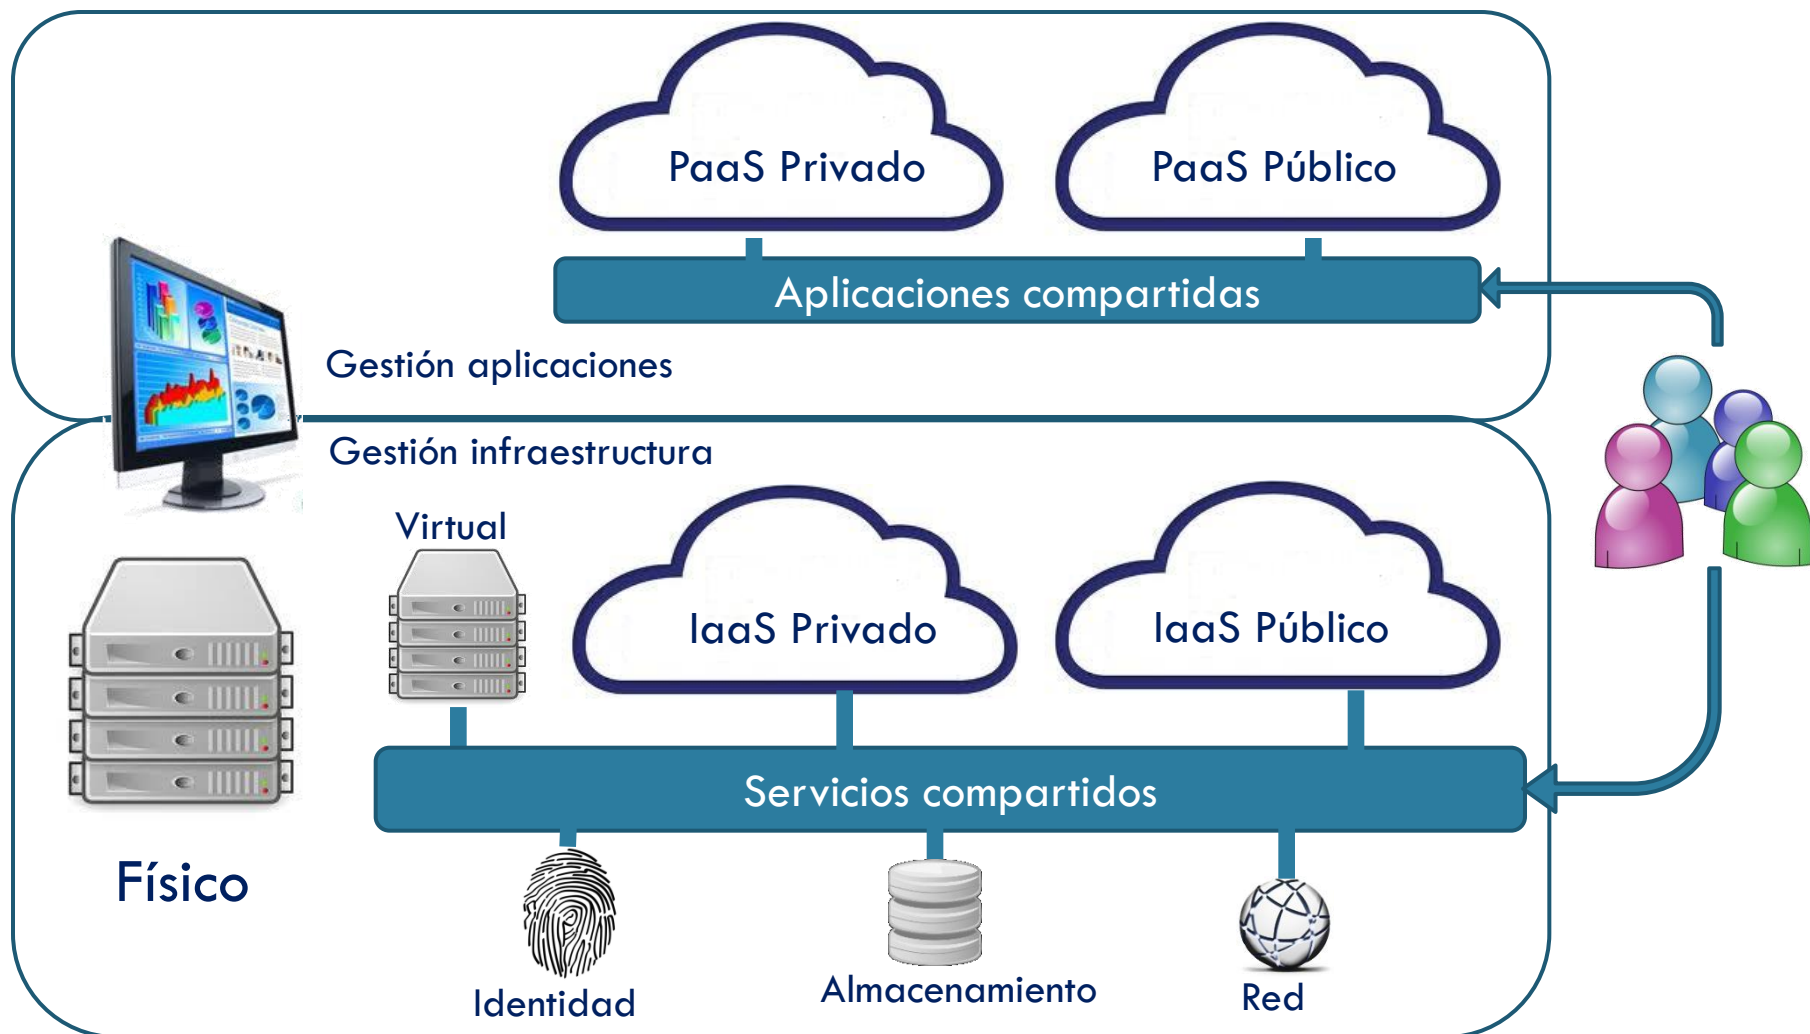 PaaS Privado
PaaS Público
Aplicaciones compartidas
Gestión aplicaciones
Gestión infraestructura
Virtual
IaaS Privado
IaaS Público
Servicios compartidos
Físico
Identidad
Almacenamiento
Red